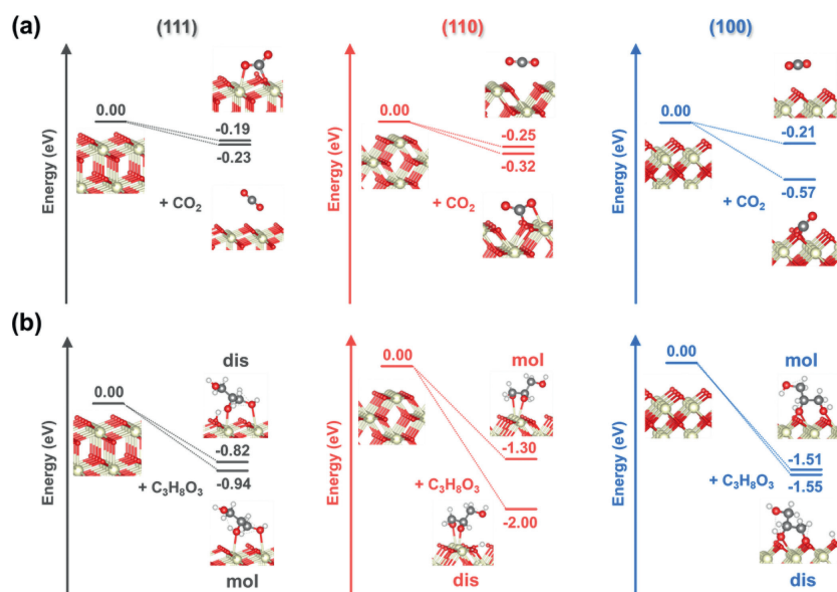 (a)
(111)
(110)
(100)
Energy (eV)
0.00
-0.19
-0.23
+ CO₂
Energy (eV)
0.00
-0.25
-0.32
+ CO₂
Energy (eV)
0.00
-0.21
-0.57
+ CO₂
(b)
Energy (eV)
0.00
dis
-0.82
-0.94
+ C₃H₈O₃
mol
Energy (eV)
0.00
mol
-1.30
+ C₃H₈O₃
-2.00
dis
Energy (eV)
0.00
mol
-1.51
-1.55
+ C₃H₈O₃
dis